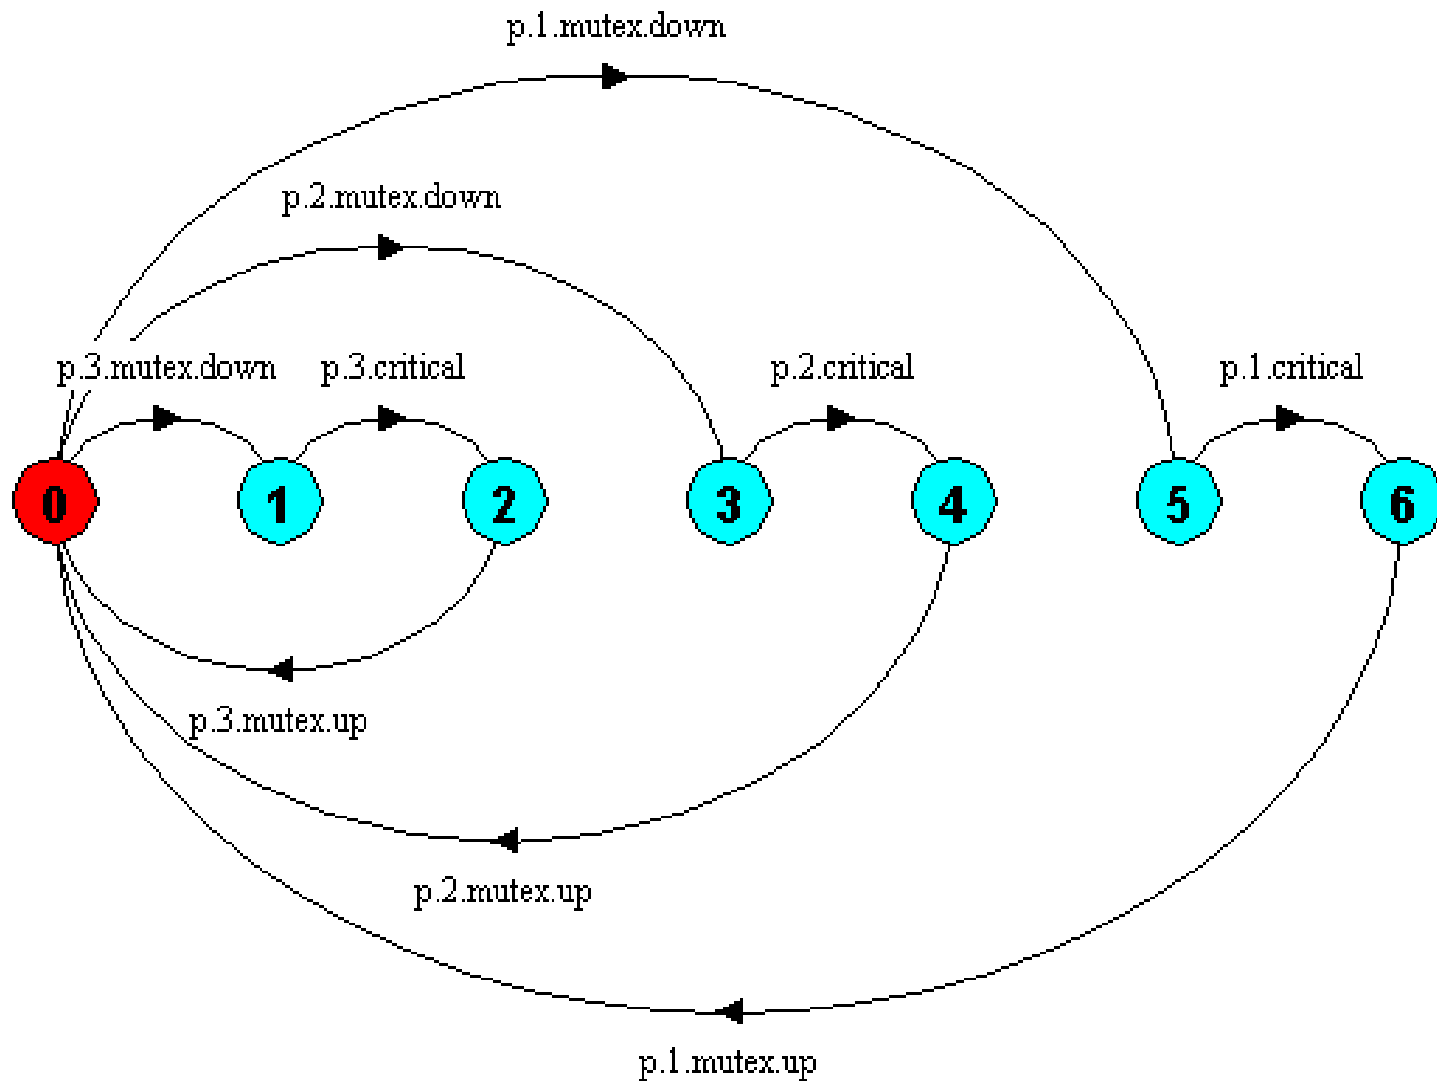 p.1.mutex.down
p.2.mutex.down
p.3.mutex.down p.3.critical p.2.critical p.1.critical
0 1 2 3 4 5 6
p.3.mutex.up
p.2.mutex.up
p.1.mutex.up